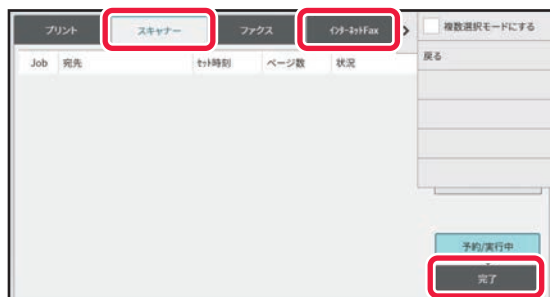 プリント スキャナー ファクス インターネットFax 複数選択モードにする
戻る
Job 宛先 セット時刻 ページ数 状況
予約/実行中
完了